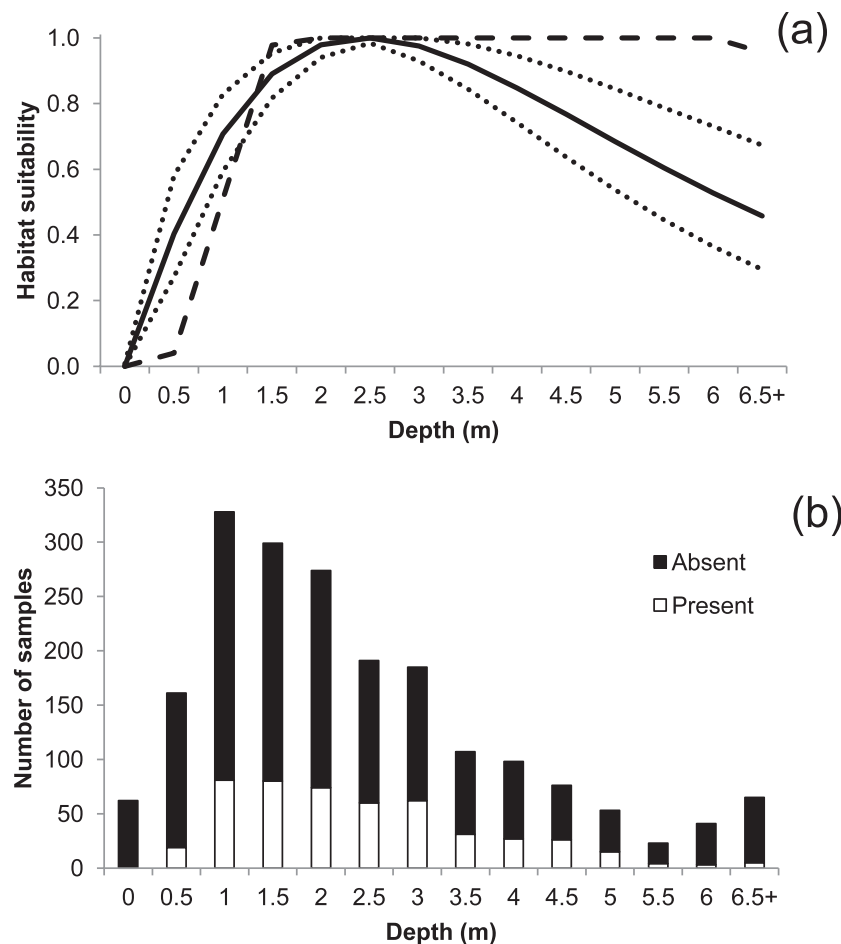 (a)
Habitat suitability
1.0
0.8
0.6
0.4
0.2
0.0
0 0.5 1 1.5 2 2.5 3 3.5 4 4.5 5 5.5 6 6.5+
Depth (m)
(b)
Number of samples
350
300
250
200
150
100
50
0
Absent
Present
0 0.5 1 1.5 2 2.5 3 3.5 4 4.5 5 5.5 6 6.5+
Depth (m)